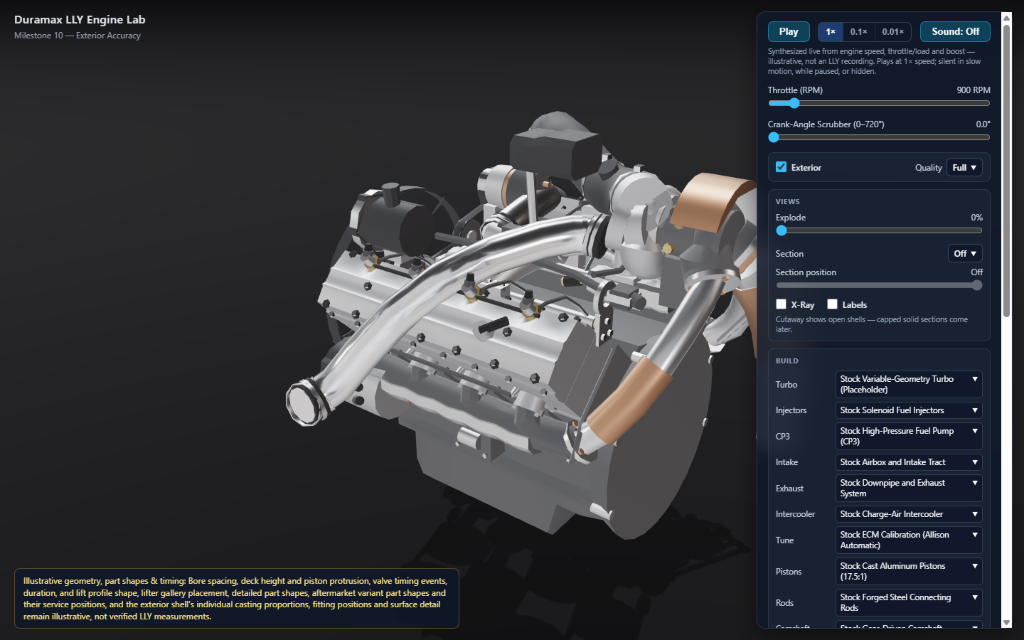 Duramax LLY Engine Lab
Milestone 10 — Exterior Accuracy
Play
1×
0.1×
0.01×
Sound: Off
Synthesized live from engine speed, throttle/load and boost —
illustrative, not an LLY recording. Plays at 1× speed; silent in slow
motion, while paused, or hidden.
Throttle (RPM)
900 RPM
Crank-Angle Scrubber (0–720°)
0.0°
Exterior
Quality
Full
VIEWS
Explode
0%
Section
Off
Section position
Off
X-Ray
Labels
Cutaway shows open shells — capped solid sections come
later.
BUILD
Turbo
Stock Variable-Geometry Turbo
(Placeholder)
Injectors
Stock Solenoid Fuel Injectors
CP3
Stock High-Pressure Fuel Pump
(CP3)
Intake
Stock Airbox and Intake Tract
Exhaust
Stock Downpipe and Exhaust
System
Intercooler
Stock Charge-Air Intercooler
Tune
Stock ECM Calibration (Allison
Automatic)
Pistons
Stock Cast Aluminum Pistons
(17.5:1)
Rods
Stock Forged Steel Connecting
Rods
Camshaft
Stock Gear-Driven Camshaft
Illustrative geometry, part shapes & timing: Bore spacing, deck height and piston protrusion, valve timing events,
duration, and lift profile shape, lifter gallery placement, detailed part shapes, aftermarket variant part shapes and
their service positions, and the exterior shell's individual casting proportions, fitting positions and surface detail
remain illustrative, not verified LLY measurements.